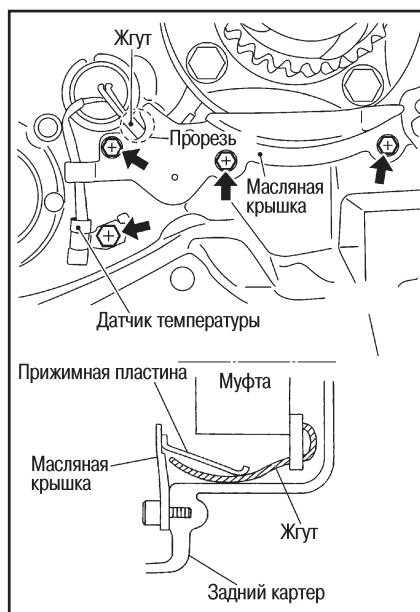 Жгут
Прорезь
Масляная
крышка
Датчик температуры
Прижимная пластина
Муфта
Масляная
крышка
Жгут
Задний картер